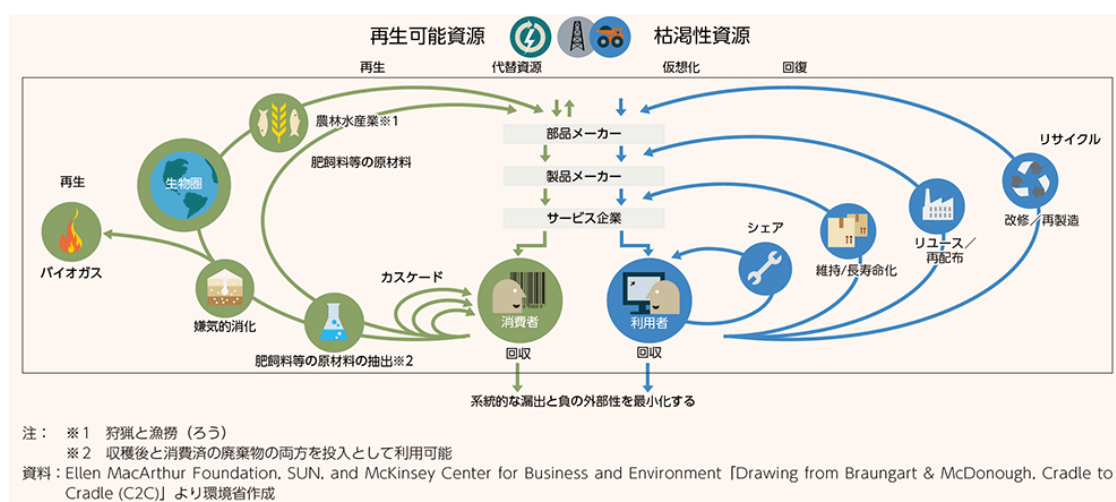 再生可能資源
枯渇性資源
再生
代替資源
仮想化
回復
農林水産業※1
部品メーカー
リサイクル
肥飼料等の原材料
再生
生物圏
製品メーカー
改修／再製造
サービス企業
シェア
リユース／
再配布
バイオガス
カスケード
維持/長寿命化
嫌気的消化
消費者
利用者
肥飼料等の原材料の抽出※2
回収
回収
系統的な漏出と負の外部性を最小化する
注： ※1 狩猟と漁撈（ろう）
※2 収穫後と消費済の廃棄物の両方を投入として利用可能
資料：Ellen MacArthur Foundation, SUN, and McKinsey Center for Business and Environment「Drawing from Braungart & McDonough, Cradle to
Cradle (C2C)」より環境省作成